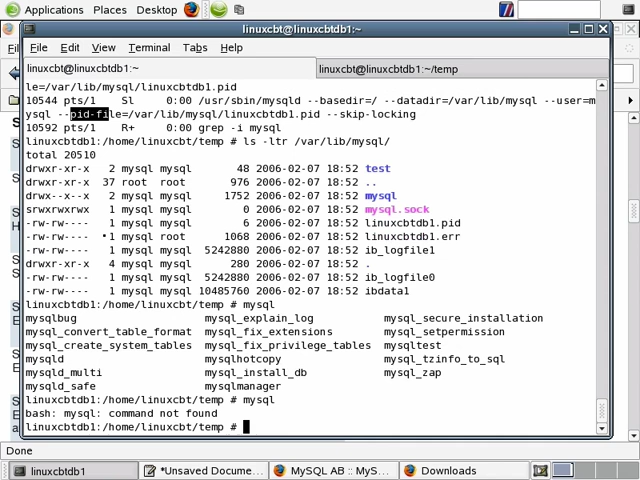 Applications Places Desktop
linuxcbt@linuxcbtdb1:~
File Edit View Terminal Tabs Help
linuxcbt@linuxcbtdb1:~ linuxcbt@linuxcbtdb1:~/temp
le=/var/lib/mysql/linuxcbtdb1.pid
10544 pts/1 Sl 0:00 /usr/sbin/mysqld --basedir=/ --datadir=/var/lib/mysql --user=m
ysql --pid-file=/var/lib/mysql/linuxcbtdb1.pid --skip-locking
10592 pts/1 R+ 0:00 grep -i mysql
linuxcbtdb1:/home/linuxcbt/temp # ls -ltr /var/lib/mysql/
total 20510
drwxr-xr-x 2 mysql mysql 48 2006-02-07 18:52 test
drwxr-xr-x 37 root root 976 2006-02-07 18:52 ..
drwx--x--x 2 mysql mysql 1752 2006-02-07 18:52 mysql
srwxrwxrwx 1 mysql mysql 0 2006-02-07 18:52 mysql.sock
-rw-rw---- 1 mysql mysql 6 2006-02-07 18:52 linuxcbtdb1.pid
-rw-rw---- 1 mysql root 1068 2006-02-07 18:52 linuxcbtdb1.err
-rw-rw---- 1 mysql mysql 5242880 2006-02-07 18:52 ib_logfile1
drwxr-xr-x 4 mysql mysql 280 2006-02-07 18:52 .
-rw-rw---- 1 mysql mysql 5242880 2006-02-07 18:52 ib_logfile0
-rw-rw---- 1 mysql mysql 10485760 2006-02-07 18:52 ibdata1
linuxcbtdb1:/home/linuxcbt/temp # mysql
mysqlbug mysql_explain_log mysql_secure_installation
mysql_convert_table_format mysql_fix_extensions mysql_setpermission
mysql_create_system_tables mysql_fix_privilege_tables mysqltest
mysqld mysqlhotcopy mysql_tzinfo_to_sql
mysqld_multi mysql_install_db mysql_zap
mysqld_safe mysqlmanager
linuxcbtdb1:/home/linuxcbt/temp # mysql
bash: mysql: command not found
linuxcbtdb1:/home/linuxcbt/temp #
Done
linuxcbtdb1 *Unsaved Docume... MySQL AB :: MyS... Downloads